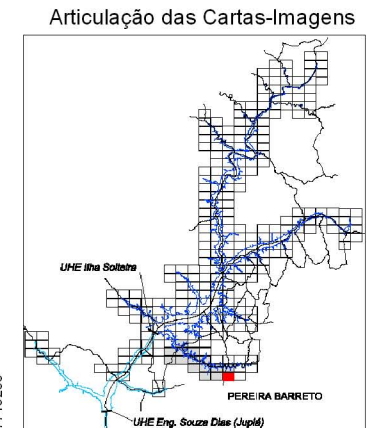 Articulação das Cartas-Imagens
UHE Ilha Solteira
PEREIRA BARRETO
UHE Eng. Souza Dias (Jupiá)